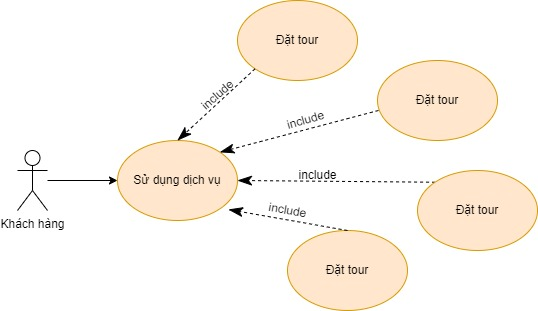 Đặt tour
include
Đặt tour
include
Sử dụng dịch vụ
include
Đặt tour
include
Khách hàng
Đặt tour